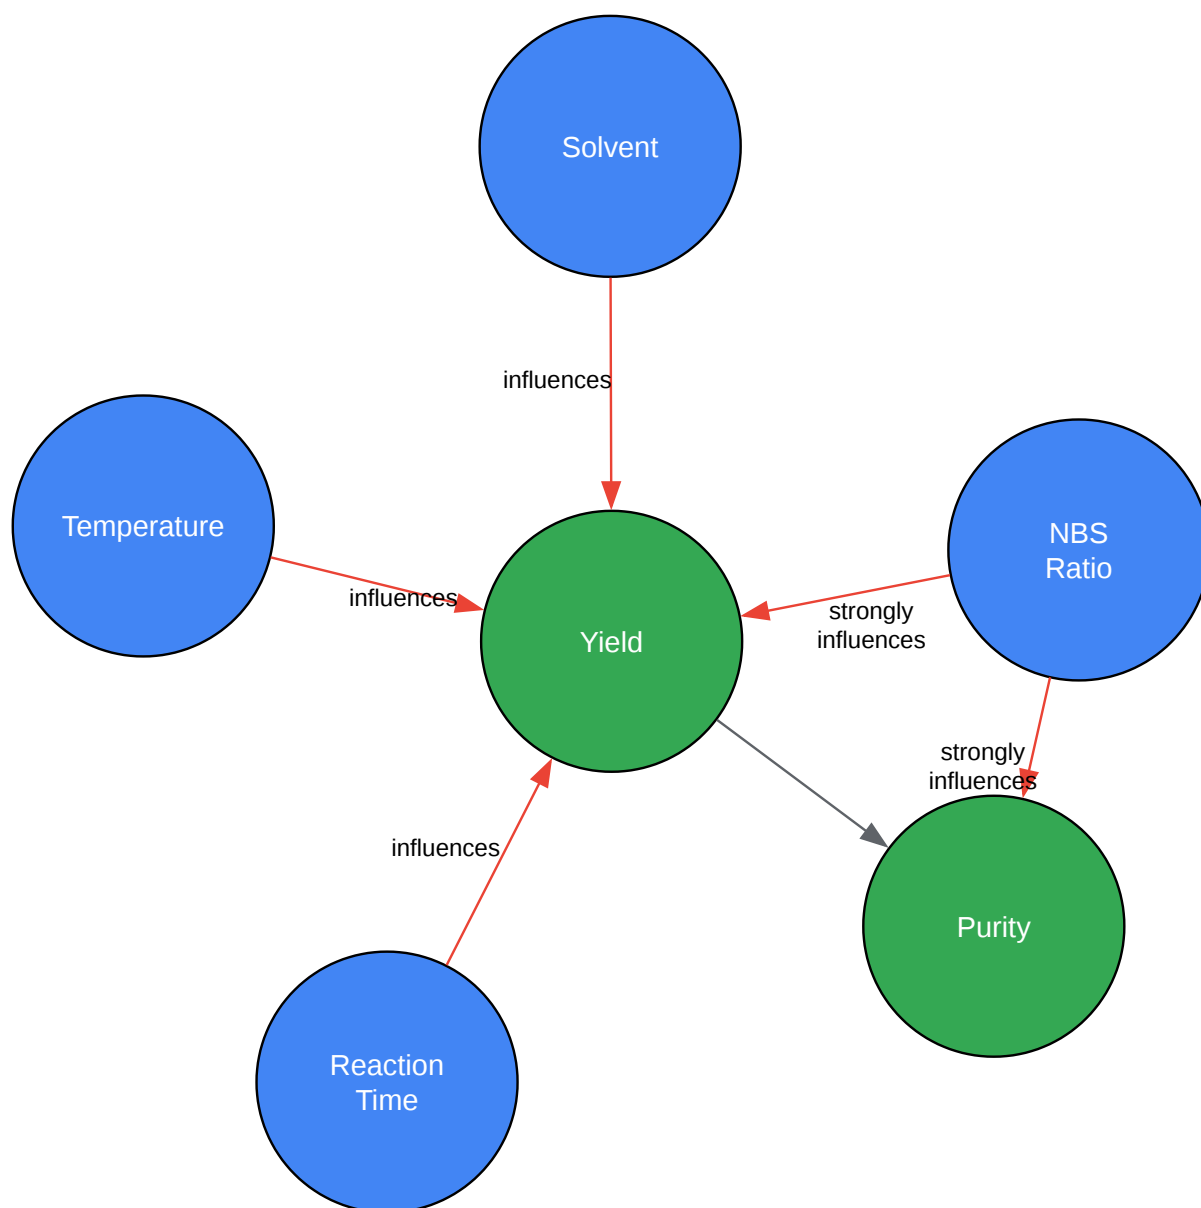 Solvent
influences
Temperature
influences
NBS
Ratio
strongly
influences
Yield
strongly
influences
influences
Purity
Reaction
Time